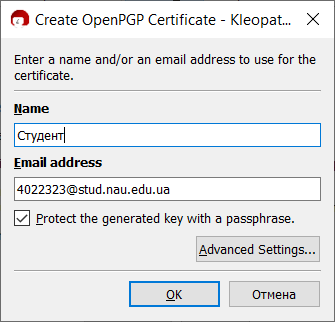 Create OpenPGP Certificate - Kleopat...
Enter a name and/or an email address to use for the
certificate.
Name
Студент
Email address
4022323@stud.nau.edu.ua
Protect the generated key with a passphrase.
Advanced Settings...
OK
Отмена